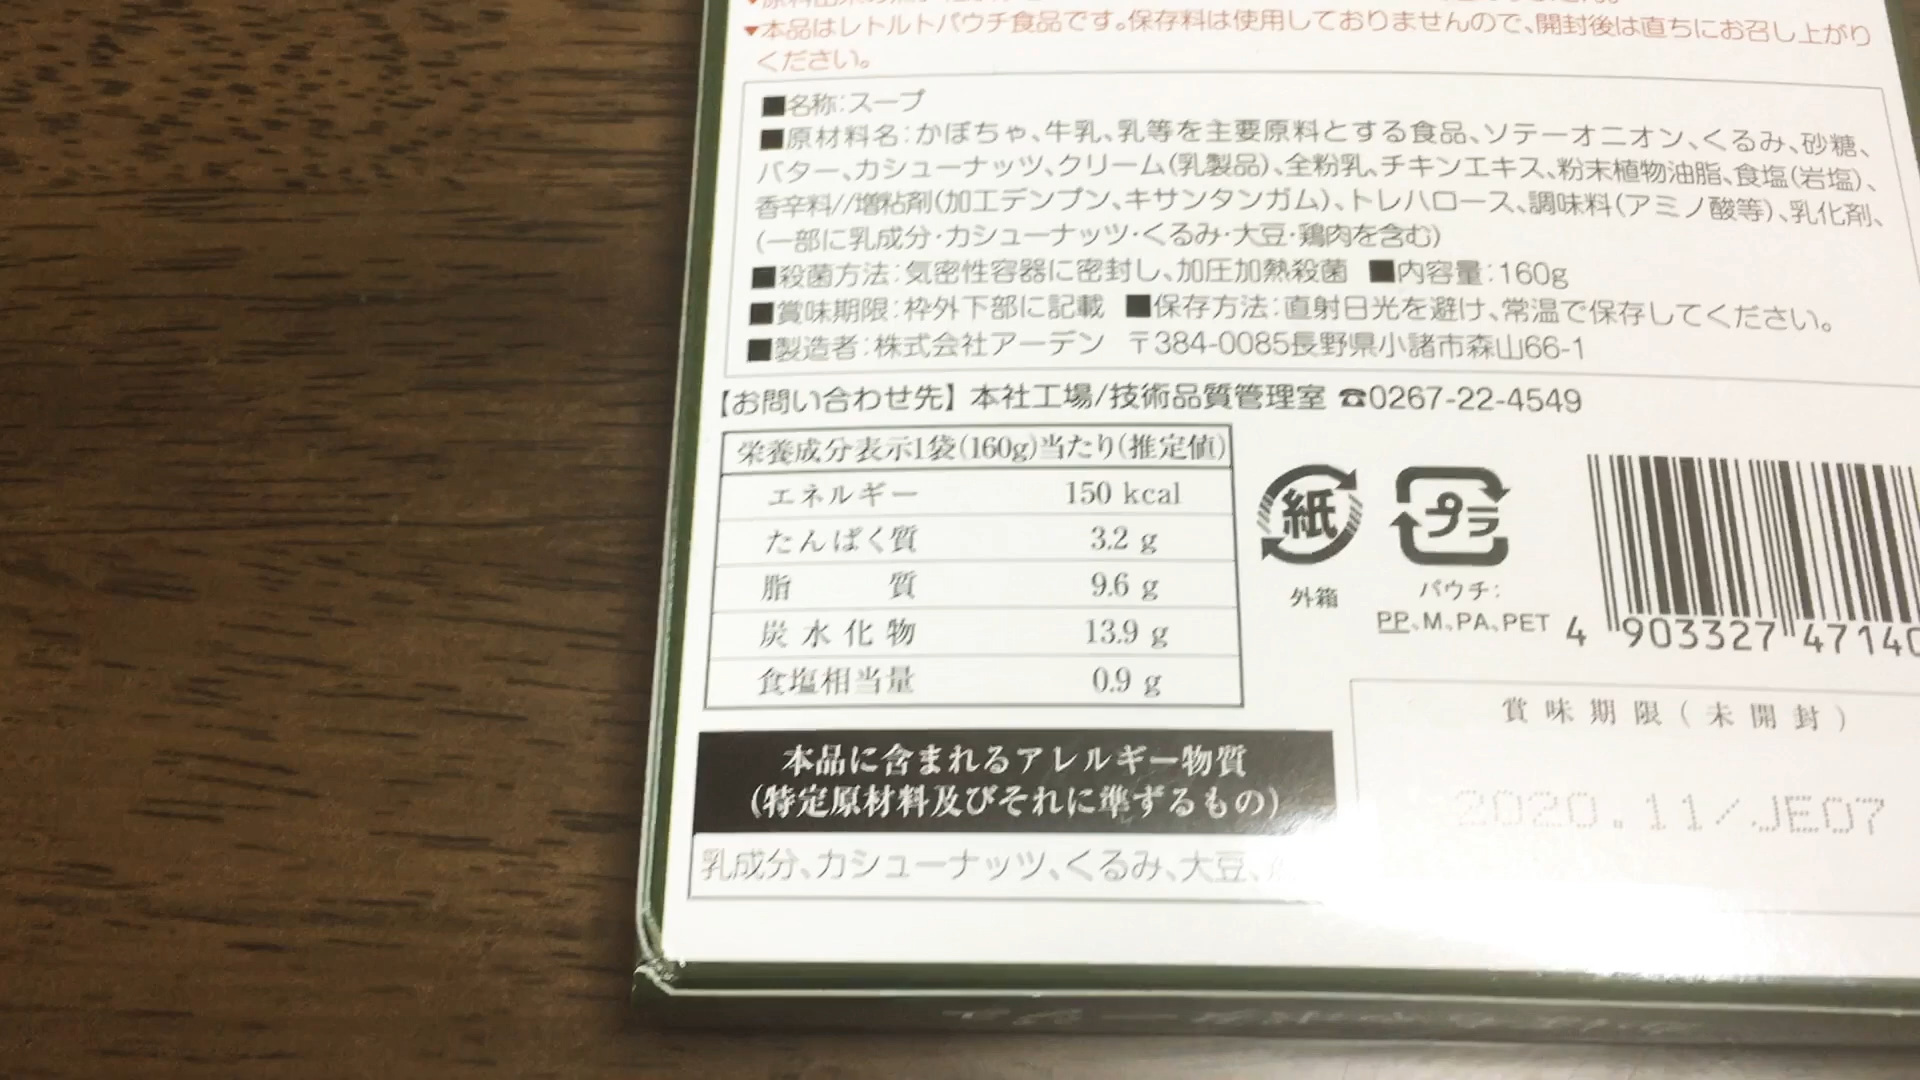 ▼本品はレトルトパウチ食品です。保存料は使用しておりませんので、開封後は直ちにお召し上がり
ください。
■名称:スープ
■原材料名:かぼちゃ、牛乳、乳等を主要原料とする食品、ソテーオニオン、くるみ、砂糖、
バター、カシューナッツ、クリーム(乳製品)、全粉乳、チキンエキス、粉末植物油脂、食塩(岩塩)、
香辛料//増粘剤(加工デンプン、キサンタンガム)、トレハロース、調味料(アミノ酸等)、乳化剤、
(一部に乳成分・カシューナッツ・くるみ・大豆・鶏肉を含む)
■殺菌方法:気密性容器に密封し、加圧加熱殺菌 ■内容量:160g
■賞味期限:枠外下部に記載 ■保存方法:直射日光を避け、常温で保存してください。
■製造者:株式会社アーデン 〒384-0085長野県小諸市森山66-1
【お問い合わせ先】本社工場/技術品質管理室 ☎0267-22-4549
栄養成分表示1袋(160g)当たり(推定値)
エネルギー 150 kcal
たんぱく質 3.2 g
脂質 9.6 g
炭水化物 13.9 g
食塩相当量 0.9 g
紙
外箱
プラ
パウチ:
PP、M、PA、PET
4 903327 47140
賞味期限(未開封)
2020.11/JE07
本品に含まれるアレルギー物質
(特定原材料及びそれに準ずるもの)
乳成分、カシューナッツ、くるみ、大豆、